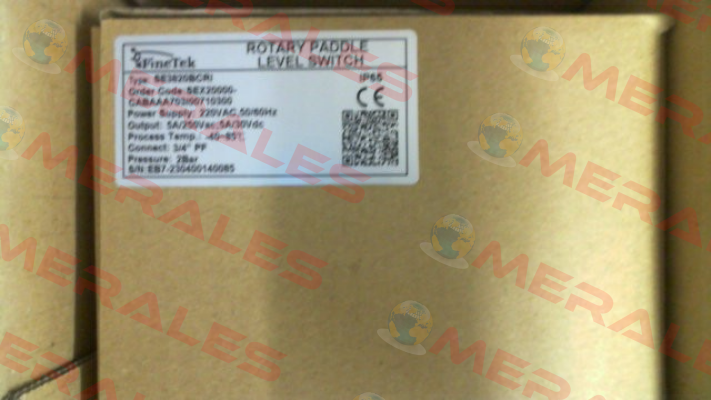 FineTek
ROTARY PADDLE
LEVEL SWITCH
Type: SE3820BCRI
IP65
Order Code SEX20000-
CABAAA703I00710300
CE
Power Supply: 220VAC,50/60Hz
Output: 5A/250Vac,5A/30Vdc
Process Temp.: -40~85℃
Connect: 3/4" PF
Pressure: 2Bar
S/N:EB7-230400140085
MERALES
MERALES
MERALES
MERALES
MERALES